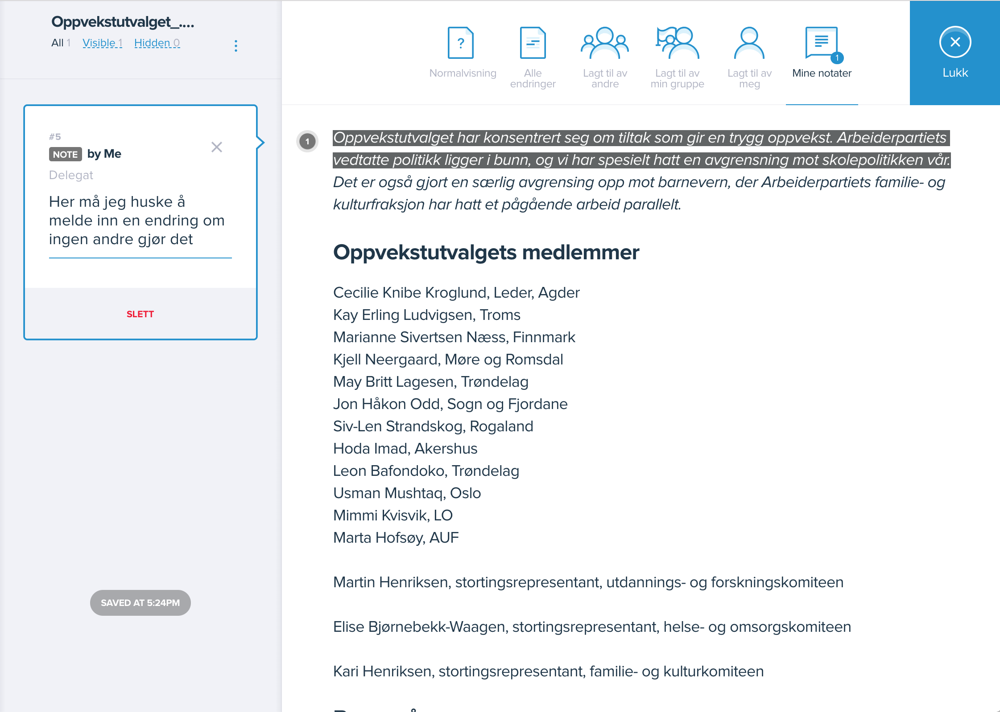 Oppvekstutvalget_....
All 1 Visible 1 Hidden 0
?
Normalvisning
Alle
endringer
Lagt til av
andre
Lagt til av
min gruppe
Lagt til av
meg
1
Mine notater
Lukk
#5
NOTE by Me
Delegat
Her må jeg huske å
melde inn en endring om
ingen andre gjør det
SLETT
SAVED AT 5:24PM
1
Oppvekstutvalget har konsentrert seg om tiltak som gir en trygg oppvekst. Arbeiderpartiets
vedtatte politikk ligger i bunn, og vi har spesielt hatt en avgrensning mot skolepolitikken vår.
Det er også gjort en særlig avgrensing opp mot barnevern, der Arbeiderpartiets familie- og
kulturfraksjon har hatt et pågående arbeid parallelt.
Oppvekstutvalgets medlemmer
Cecilie Knibe Kroglund, Leder, Agder
Kay Erling Ludvigsen, Troms
Marianne Sivertsen Næss, Finnmark
Kjell Neergaard, Møre og Romsdal
May Britt Lagesen, Trøndelag
Jon Håkon Odd, Sogn og Fjordane
Siv-Len Strandskog, Rogaland
Hoda Imad, Akershus
Leon Bafondoko, Trøndelag
Usman Mushtaq, Oslo
Mimmi Kvisvik, LO
Marta Hofsøy, AUF
Martin Henriksen, stortingsrepresentant, utdannings- og forskningskomiteen
Elise Bjørnebekk-Waagen, stortingsrepresentant, helse- og omsorgskomiteen
Kari Henriksen, stortingsrepresentant, familie- og kulturkomiteen